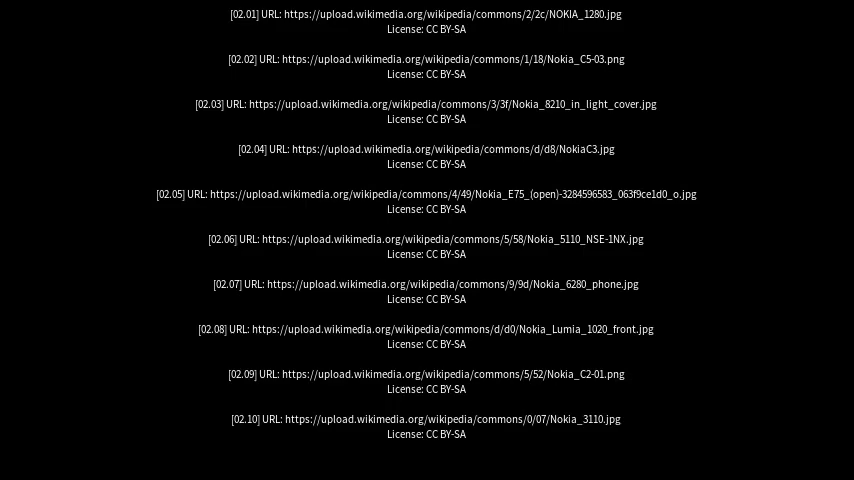 [02.01] URL: https://upload.wikimedia.org/wikipedia/commons/2/2c/NOKIA_1280.jpg
License: CC BY-SA
[02.02] URL: https://upload.wikimedia.org/wikipedia/commons/1/18/Nokia_C5-03.png
License: CC BY-SA
[02.03] URL: https://upload.wikimedia.org/wikipedia/commons/3/3f/Nokia_8210_in_light_cover.jpg
License: CC BY-SA
[02.04] URL: https://upload.wikimedia.org/wikipedia/commons/d/d8/NokiaC3.jpg
License: CC BY-SA
[02.05] URL: https://upload.wikimedia.org/wikipedia/commons/4/49/Nokia_E75_(open)-3284596583_063f9ce1d0_o.jpg
License: CC BY-SA
[02.06] URL: https://upload.wikimedia.org/wikipedia/commons/5/58/Nokia_5110_NSE-1NX.jpg
License: CC BY-SA
[02.07] URL: https://upload.wikimedia.org/wikipedia/commons/9/9d/Nokia_6280_phone.jpg
License: CC BY-SA
[02.08] URL: https://upload.wikimedia.org/wikipedia/commons/d/d0/Nokia_Lumia_1020_front.jpg
License: CC BY-SA
[02.09] URL: https://upload.wikimedia.org/wikipedia/commons/5/52/Nokia_C2-01.png
License: CC BY-SA
[02.10] URL: https://upload.wikimedia.org/wikipedia/commons/0/07/Nokia_3110.jpg
License: CC BY-SA